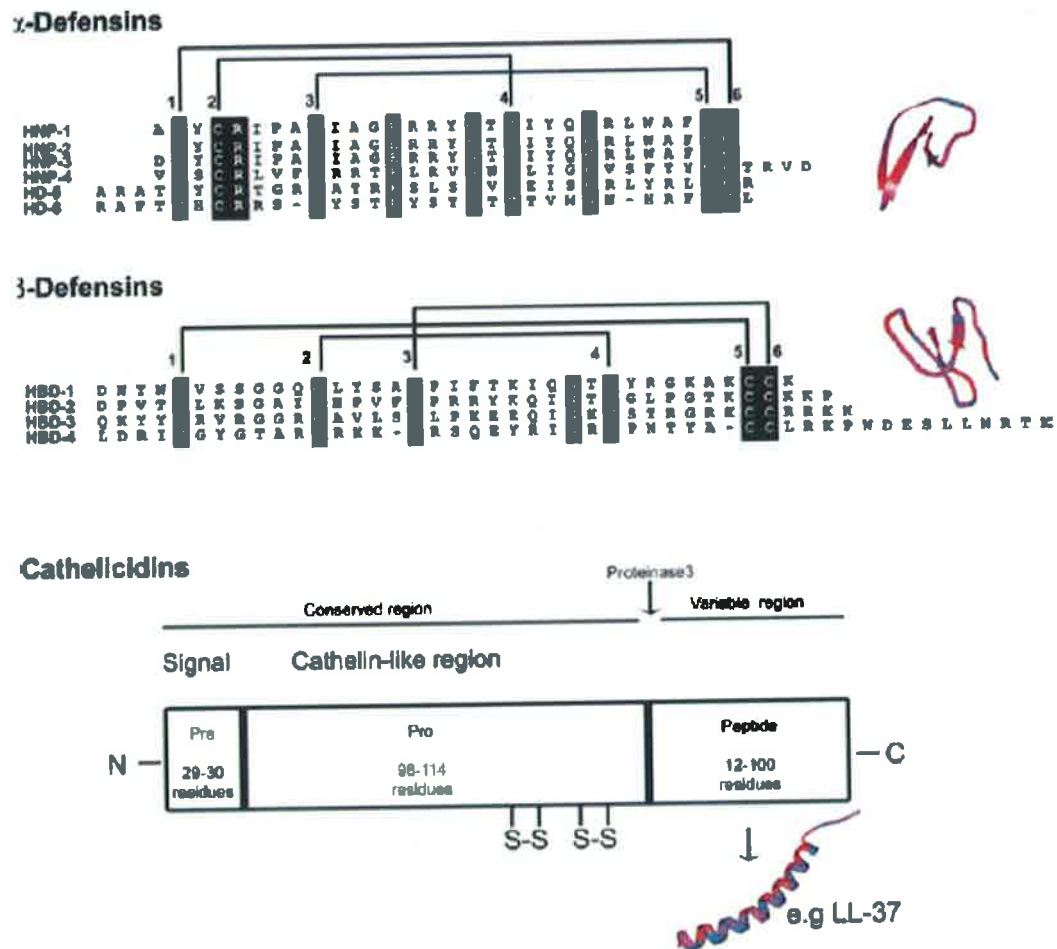 α-Defensins
1 2 3 4 5 6
HNP-1 A Y C R I P A I A G R R Y T I Y Q R L W A F
HNP-2 Y C R I P A I A G R R Y T I Y Q R L W A F
HNP-3 D Y C R I P A I A G R R Y T I Y Q R L W A F
HNP-4 V S C R L V F R R T L R V W L I G V S F T Y T R V D
HD-5 A R A T Y C R T G R A T R S L S V E I S R L Y R L R
HD-6 R A F T H C R R S - Y S T Y S T T V M N - H R F L
β-Defensins
1 2 3 4 5 6
HBD-1 D H Y N V S S G G Q L Y S A P I F T K I Q T Y R G K A K C C K
HBD-2 D P V T L K S G A I H P V F P R R Y K Q I T G L P G T K C C K K P
HBD-3 Q K Y Y R V R G G R A V L S L P K E R Q I K S T R G R K C C R R K K
HBD-4 L D R I G Y G T A R R K K - R S Q E Y R I R P N T Y A - C C L R K P W D E S L L N R T K
Cathelicidins
Proteinase3
Conserved region Variable region
Signal Cathelin-like region
Pre Pro Peptide
N C
29-30 98-114 12-100
residues residues residues
S-S S-S
e.g LL-37